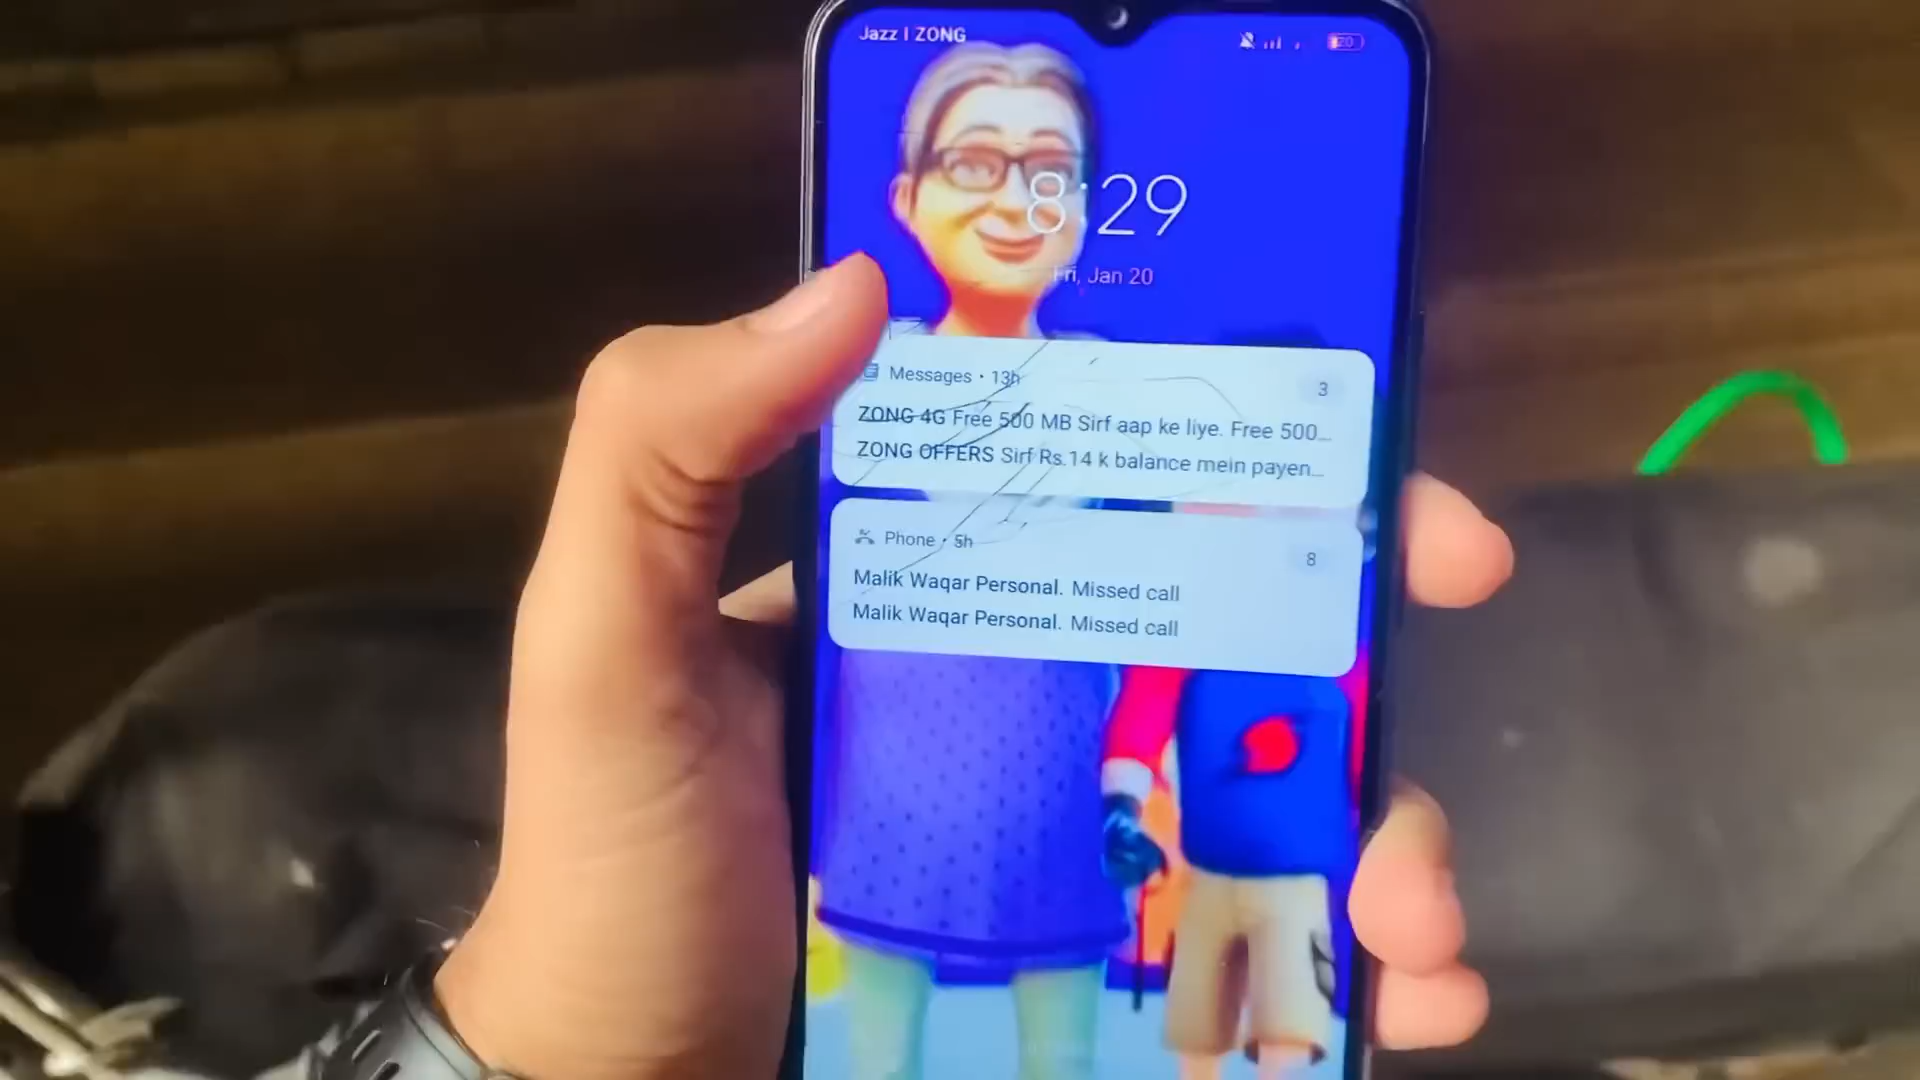 Jazz | ZONG
20
8:29
Fri, Jan 20
Messages • 13h
3
ZONG 4G Free 500 MB Sirf aap ke liye. Free 500...
ZONG OFFERS Sirf Rs.14 k balance mein payen...
Phone • 5h
8
Malik Waqar Personal. Missed call
Malik Waqar Personal. Missed call